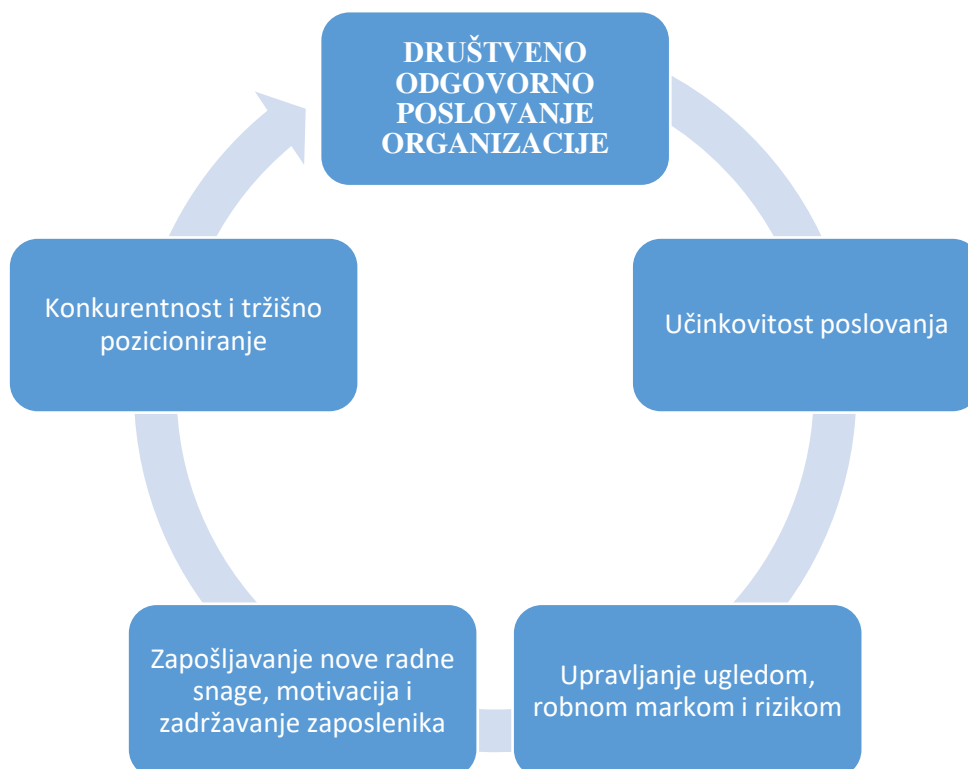 DRUŠTVENO
ODGOVORNO
POSLOVANJE
ORGANIZACIJE
Učinkovitost poslovanja
Upravljanje ugledom,
robnom markom i rizikom
Zapošljavanje nove radne
snage, motivacija i
zadržavanje zaposlenika
Konkurentnost i tržišno
pozicioniranje